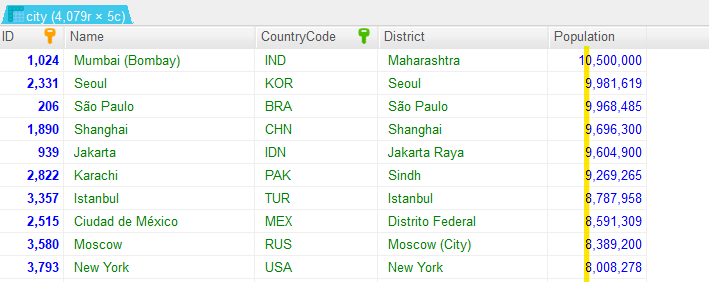 city (4,079r × 5c)
ID Name CountryCode District Population
1,024 Mumbai (Bombay) IND Maharashtra 10,500,000
2,331 Seoul KOR Seoul 9,981,619
206 São Paulo BRA São Paulo 9,968,485
1,890 Shanghai CHN Shanghai 9,696,300
939 Jakarta IDN Jakarta Raya 9,604,900
2,822 Karachi PAK Sindh 9,269,265
3,357 Istanbul TUR Istanbul 8,787,958
2,515 Ciudad de México MEX Distrito Federal 8,591,309
3,580 Moscow RUS Moscow (City) 8,389,200
3,793 New York USA New York 8,008,278